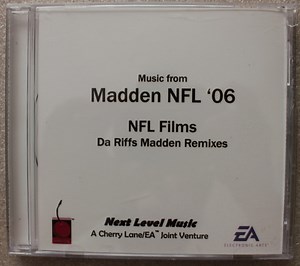 Music from
Madden NFL ‘06
NFL Films
Da Riffs Madden Remixes
Next Level Music
A Cherry Lane/EA™ Joint Venture
EA
ELECTRONIC ARTS